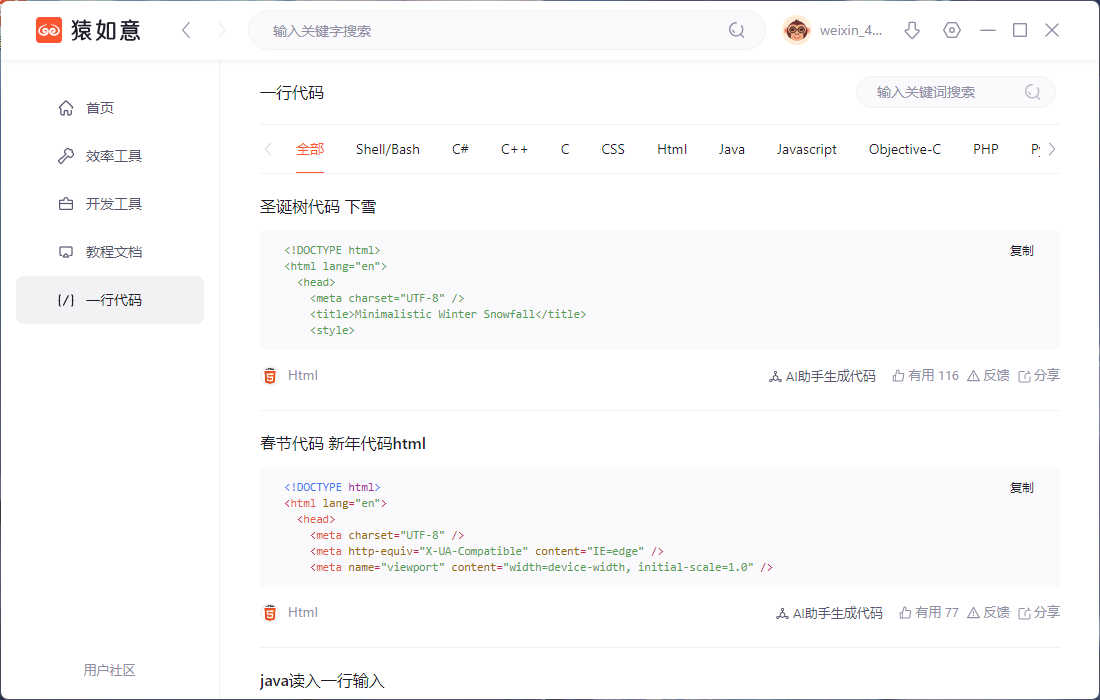 猿如意
输入关键字搜索
weixin_4...
首页
效率工具
开发工具
教程文档
一行代码
用户社区
一行代码
输入关键词搜索
全部 Shell/Bash C# C++ C CSS Html Java Javascript Objective-C PHP Py
圣诞树代码 下雪
复制
<!DOCTYPE html>
<html lang="en">
<head>
<meta charset="UTF-8" />
<title>Minimalistic Winter Snowfall</title>
<style>
Html
AI助手生成代码 有用 116 反馈 分享
春节代码 新年代码html
复制
<!DOCTYPE html>
<html lang="en">
<head>
<meta charset="UTF-8" />
<meta http-equiv="X-UA-Compatible" content="IE=edge" />
<meta name="viewport" content="width=device-width, initial-scale=1.0" />
Html
AI助手生成代码 有用 77 反馈 分享
java读入一行输入